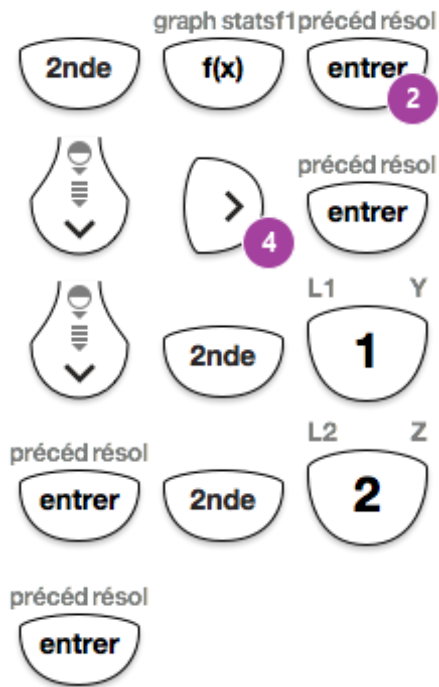 graph stats f1 précéd résol
2nde f(x) entrer 2
précéd résol
4 entrer
L1 Y
2nde 1
précéd résol L2 Z
entrer 2nde 2
précéd résol
entrer